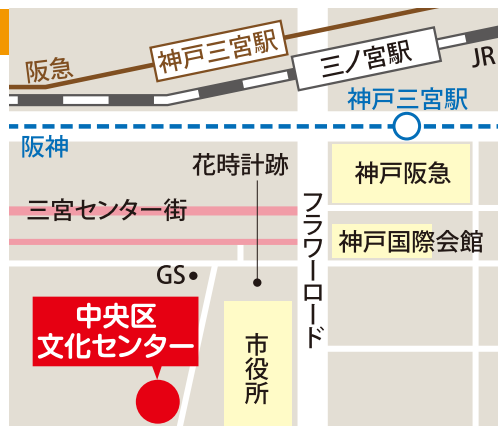 神戸三宮駅
三ノ宮駅
阪急
JR
神戸三宮駅
阪神
花時計跡
神戸阪急
三宮センター街
フラワーロード
神戸国際会館
GS
中央区
文化センター
市役所